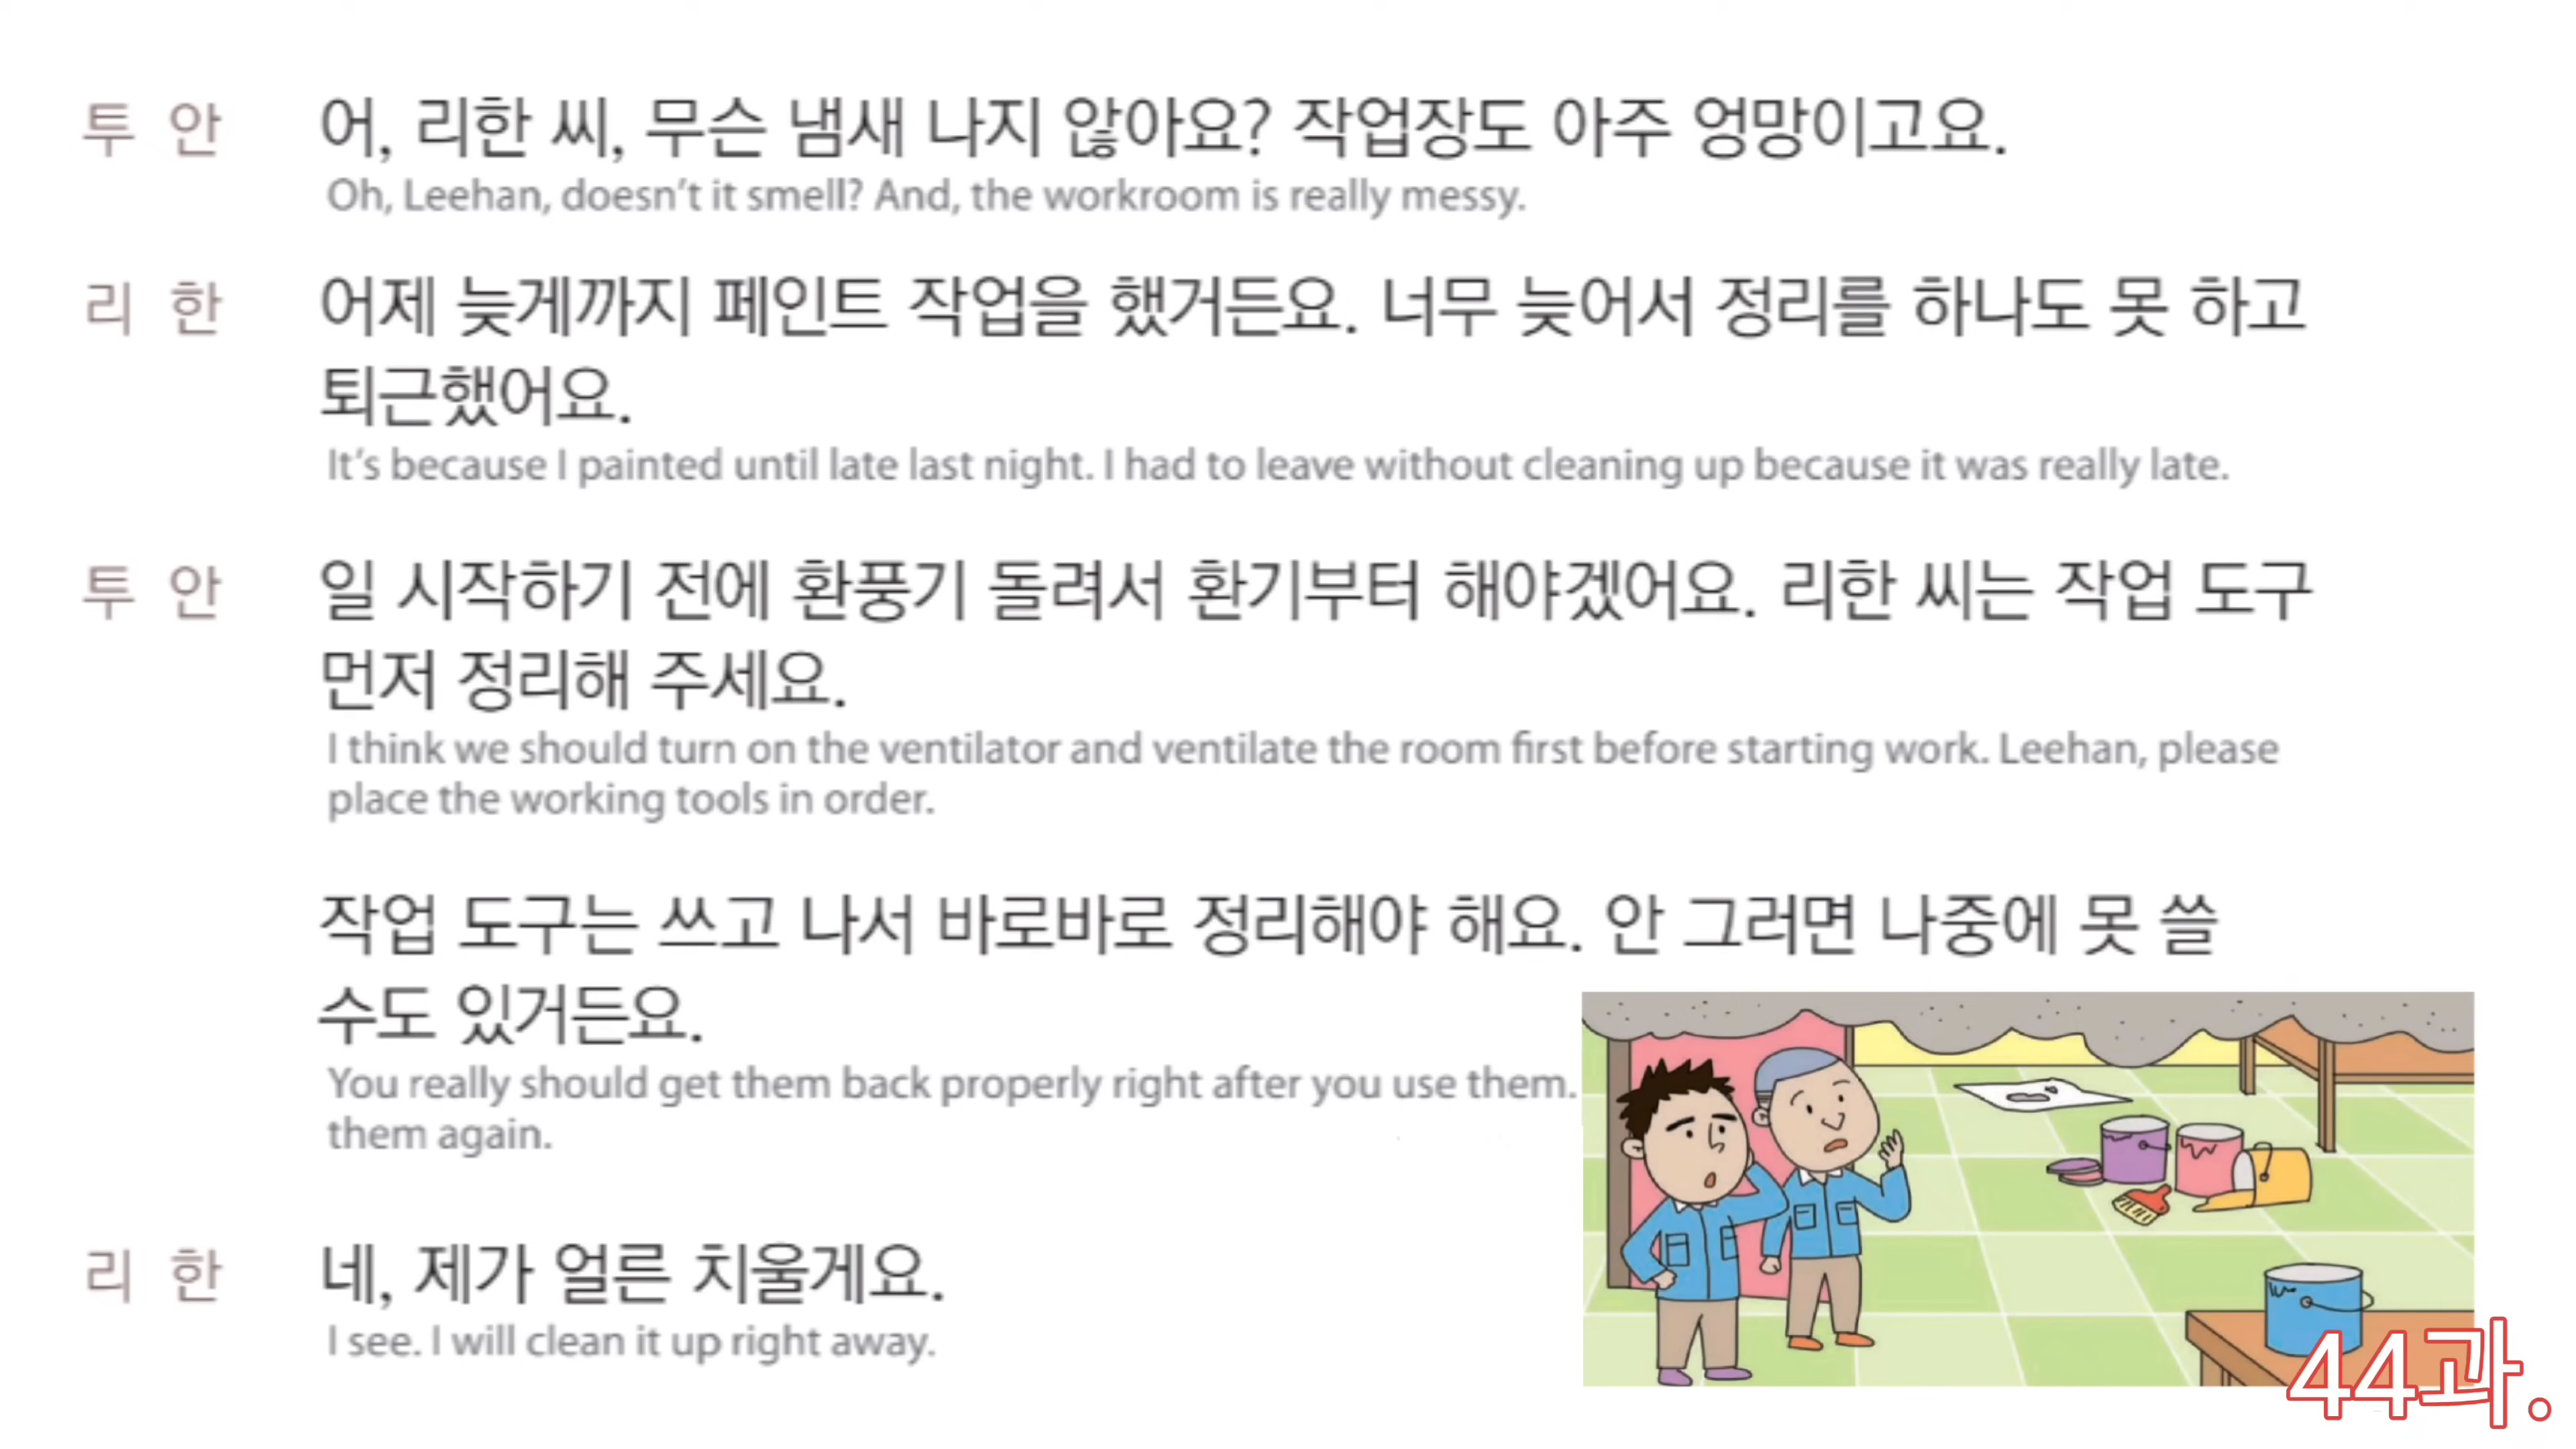 투 안 어, 리한 씨, 무슨 냄새 나지 않아요? 작업장도 아주 엉망이고요.
Oh, Leehan, doesn't it smell? And, the workroom is really messy.
리 한 어제 늦게까지 페인트 작업을 했거든요. 너무 늦어서 정리를 하나도 못 하고
퇴근했어요.
It's because I painted until late last night. I had to leave without cleaning up because it was really late.
투 안 일 시작하기 전에 환풍기 돌려서 환기부터 해야겠어요. 리한 씨는 작업 도구
먼저 정리해 주세요.
I think we should turn on the ventilator and ventilate the room first before starting work. Leehan, please
place the working tools in order.
작업 도구는 쓰고 나서 바로바로 정리해야 해요. 안 그러면 나중에 못 쓸
수도 있거든요.
You really should get them back properly right after you use them.
them again.
리 한 네, 제가 얼른 치울게요.
I see. I will clean it up right away.
44과.